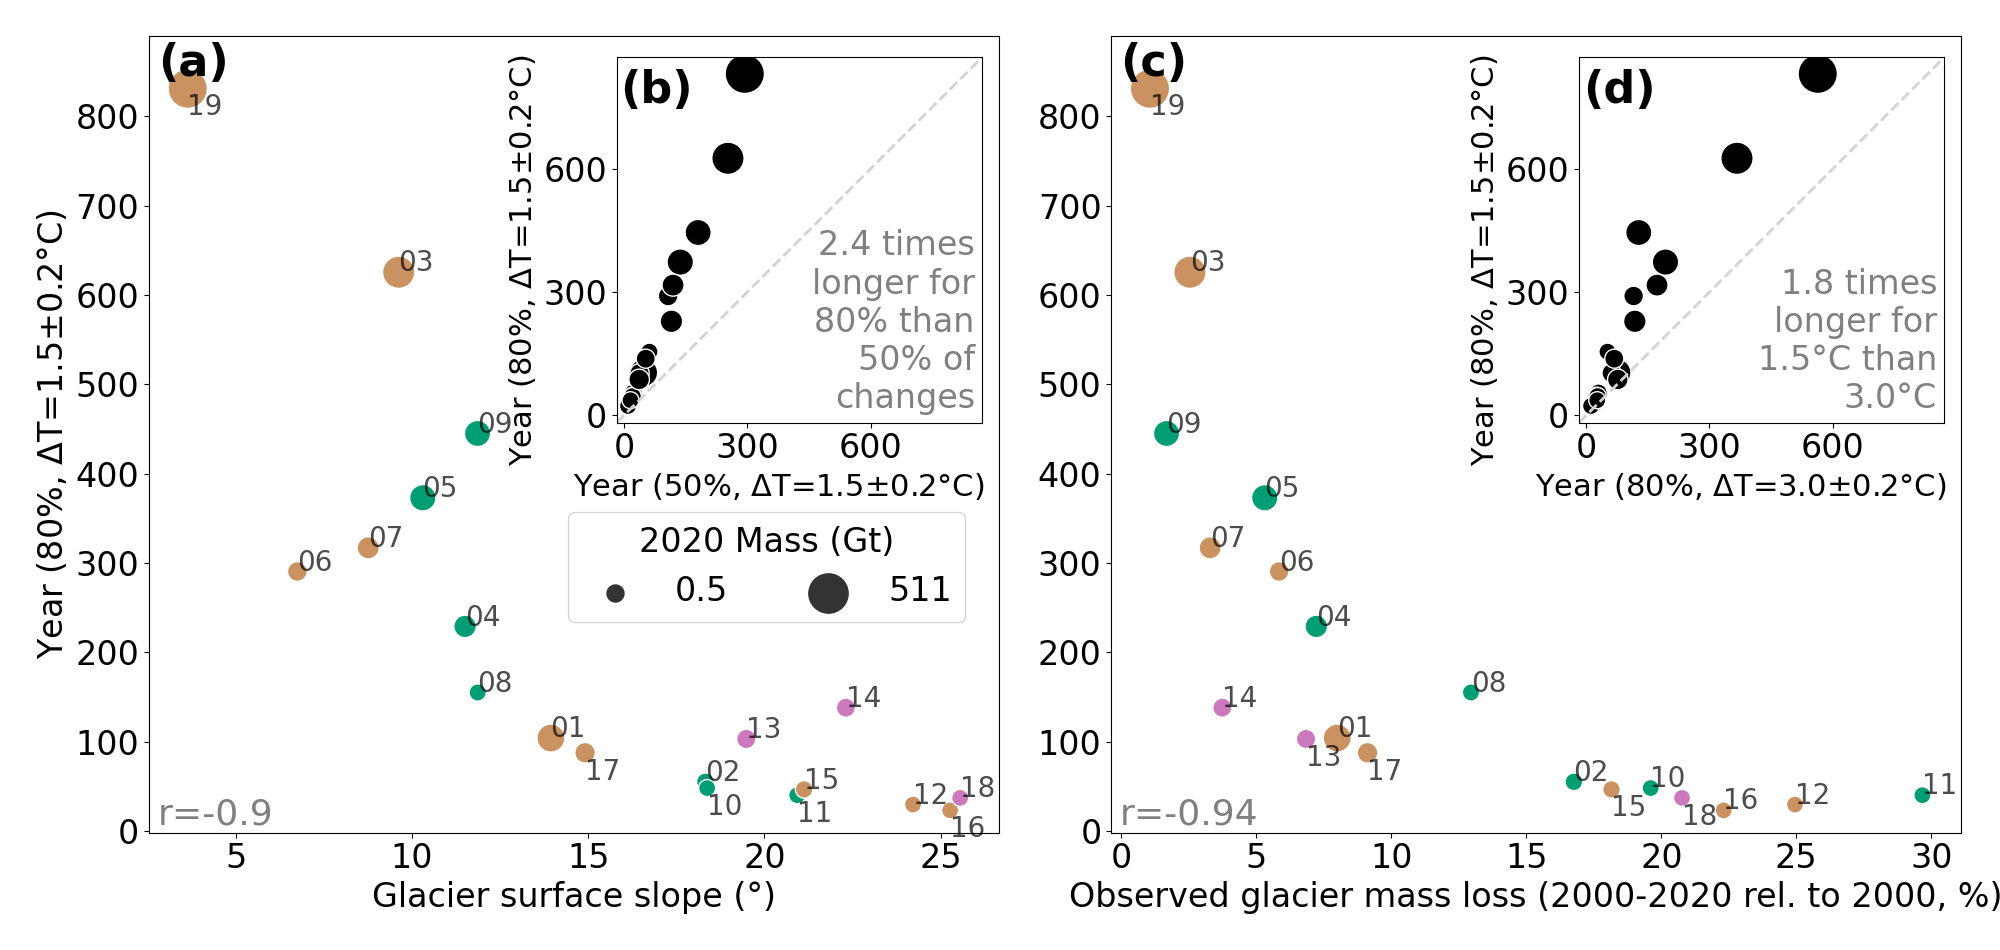 (a)
19
03
09
05
07
06
04
08
01
17
02
10
13
14
15
11
12
18
16
r=-0.9
800
700
600
500
400
300
200
100
0
5 10 15 20 25
Year (80%, ΔT=1.5±0.2°C)
Glacier surface slope (°)
(b)
2.4 times
longer for
80% than
50% of
changes
600
300
0
0 300 600
Year (80%, ΔT=1.5±0.2°C)
Year (50%, ΔT=1.5±0.2°C)
2020 Mass (Gt)
0.5 511
(c)
19
03
09
05
07
06
04
08
14
13
01
17
02
15
10
18
16
12
11
r=-0.94
800
700
600
500
400
300
200
100
0
0 5 10 15 20 25 30
Observed glacier mass loss (2000-2020 rel. to 2000, %)
(d)
1.8 times
longer for
1.5°C than
3.0°C
600
300
0
0 300 600
Year (80%, ΔT=1.5±0.2°C)
Year (80%, ΔT=3.0±0.2°C)